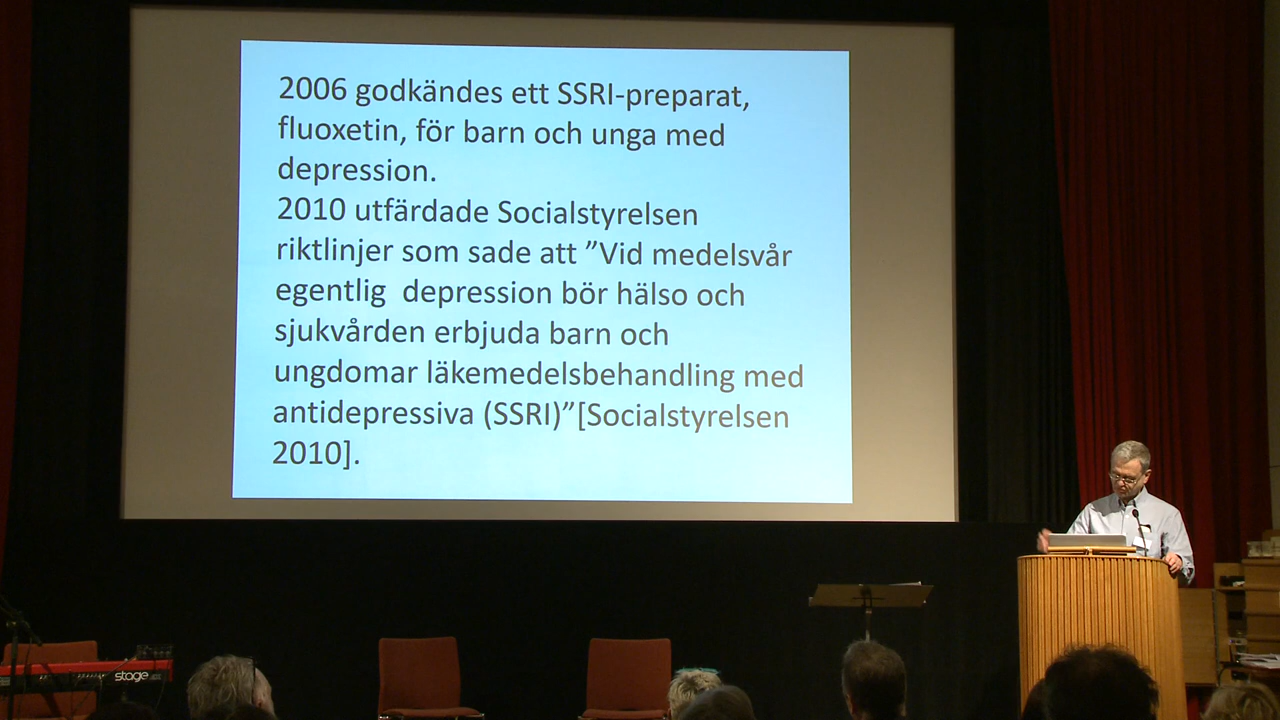 2006 godkändes ett SSRI-preparat,
fluoxetin, för barn och unga med
depression.
2010 utfärdade Socialstyrelsen
riktlinjer som sade att ”Vid medelsvår
egentlig  depression bör hälso och
sjukvården erbjuda barn och
ungdomar läkemedelsbehandling med
antidepressiva (SSRI)”[Socialstyrelsen
2010].
stage